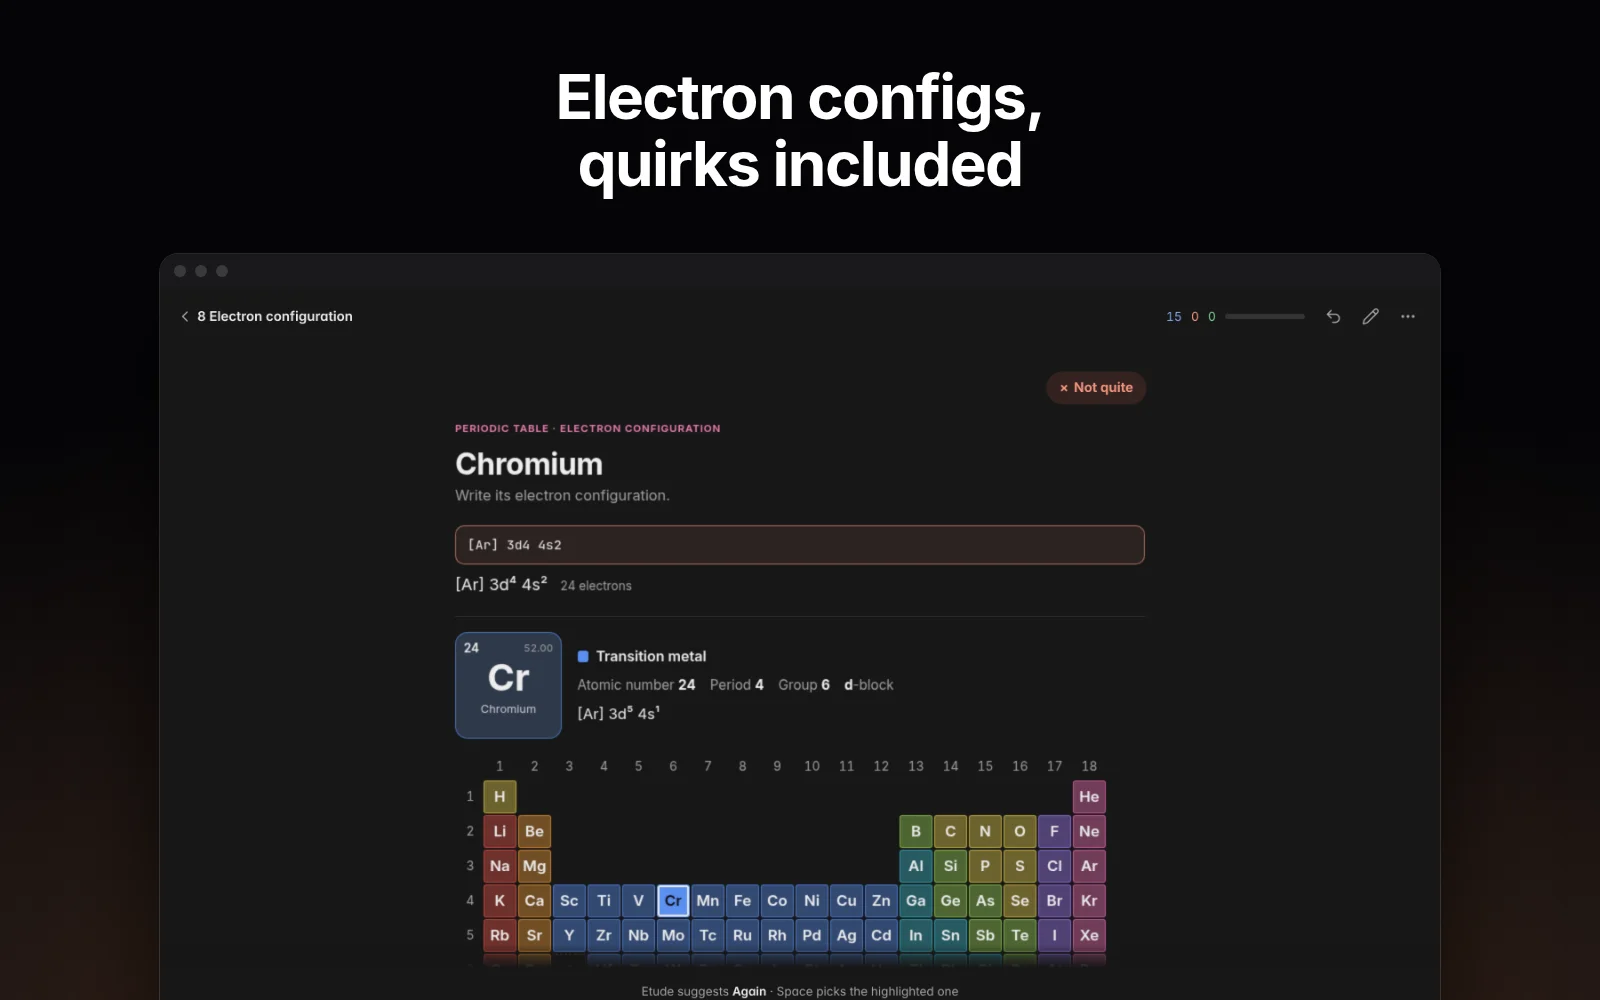 Electron configs,
quirks included
8 Electron configuration
15 0 0
× Not quite
PERIODIC TABLE · ELECTRON CONFIGURATION
Chromium
Write its electron configuration.
[Ar] 3d4 4s2
[Ar] 3d⁴ 4s² 24 electrons
24 52.00
Cr
Chromium
Transition metal
Atomic number 24 Period 4 Group 6 d-block
[Ar] 3d⁵ 4s¹
1 2 3 4 5 6 7 8 9 10 11 12 13 14 15 16 17 18
1 H He
2 Li Be B C N O F Ne
3 Na Mg Al Si P S Cl Ar
4 K Ca Sc Ti V Cr Mn Fe Co Ni Cu Zn Ga Ge As Se Br Kr
5 Rb Sr Y Zr Nb Mo Tc Ru Rh Pd Ag Cd In Sn Sb Te I Xe
Etude suggests Again · Space picks the highlighted one